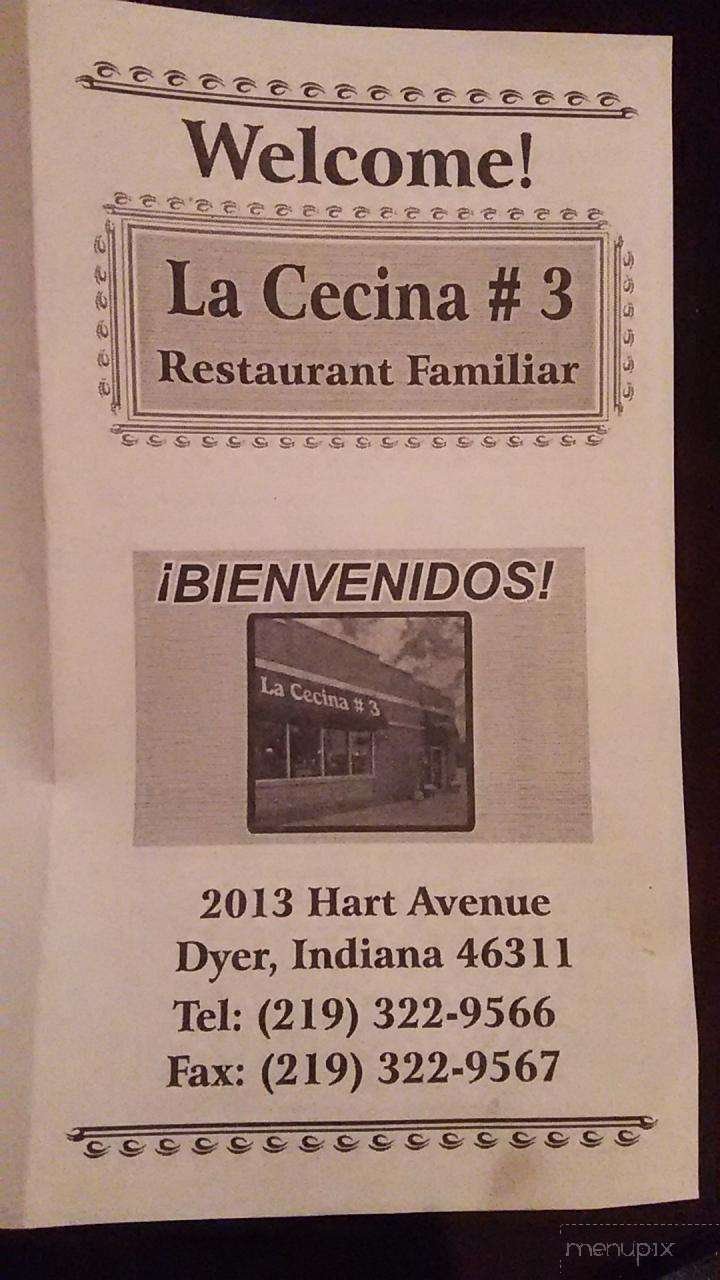 Welcome!
La Cecina # 3
Restaurant Familiar
¡BIENVENIDOS!
La Cecina # 3
2013 Hart Avenue
Dyer, Indiana 46311
Tel: (219) 322-9566
Fax: (219) 322-9567
menupix